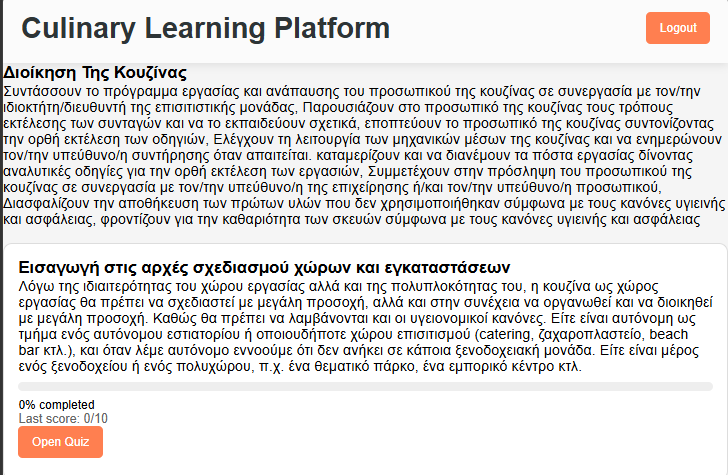 Culinary Learning Platform
Logout
Διοίκηση Της Κουζίνας
Συντάσσουν το πρόγραμμα εργασίας και ανάπαυσης του προσωπικού της κουζίνας σε συνεργασία με τον/την
ιδιοκτήτη/διευθυντή της επισιτιστικής μονάδας, Παρουσιάζουν στο προσωπικό της κουζίνας τους τρόπους
εκτέλεσης των συνταγών και να το εκπαιδεύουν σχετικά, εποπτεύουν το προσωπικό της κουζίνας συντονίζοντας
την ορθή εκτέλεση των οδηγιών, Ελέγχουν τη λειτουργία των μηχανικών μέσων της κουζίνας και να ενημερώνουν
τον/την υπεύθυνο/η συντήρησης όταν απαιτείται. καταμερίζουν και να διανέμουν τα πόστα εργασίας δίνοντας
αναλυτικές οδηγίες για την ορθή εκτέλεση των εργασιών, Συμμετέχουν στην πρόσληψη του προσωπικού της
κουζίνας σε συνεργασία με τον/την υπεύθυνο/η της επιχείρησης ή/και τον/την υπεύθυνο/η προσωπικού,
Διασφαλίζουν την αποθήκευση των πρώτων υλών που δεν χρησιμοποιήθηκαν σύμφωνα με τους κανόνες υγιεινής
και ασφάλειας, φροντίζουν για την καθαριότητα των σκευών σύμφωνα με τους κανόνες υγιεινής και ασφάλειας
Εισαγωγή στις αρχές σχεδιασμού χώρων και εγκαταστάσεων
Λόγω της ιδιαιτερότητας του χώρου εργασίας αλλά και της πολυπλοκότητας του, η κουζίνα ως χώρος
εργασίας θα πρέπει να σχεδιαστεί με μεγάλη προσοχή, αλλά και στην συνέχεια να οργανωθεί και να διοικηθεί
με μεγάλη προσοχή. Καθώς θα πρέπει να λαμβάνονται και οι υγειονομικοί κανόνες. Είτε είναι αυτόνομη ως
τμήμα ενός αυτόνομου εστιατορίου ή οποιουδήποτε χώρου επισιτισμού (catering, ζαχαροπλαστείο, beach
bar κτλ.), και όταν λέμε αυτόνομο εννοούμε ότι δεν ανήκει σε κάποια ξενοδοχειακή μονάδα. Είτε είναι μέρος
ενός ξενοδοχείου ή ενός πολυχώρου, π.χ. ένα θεματικό πάρκο, ένα εμπορικό κέντρο κτλ.
0% completed
Last score: 0/10
Open Quiz